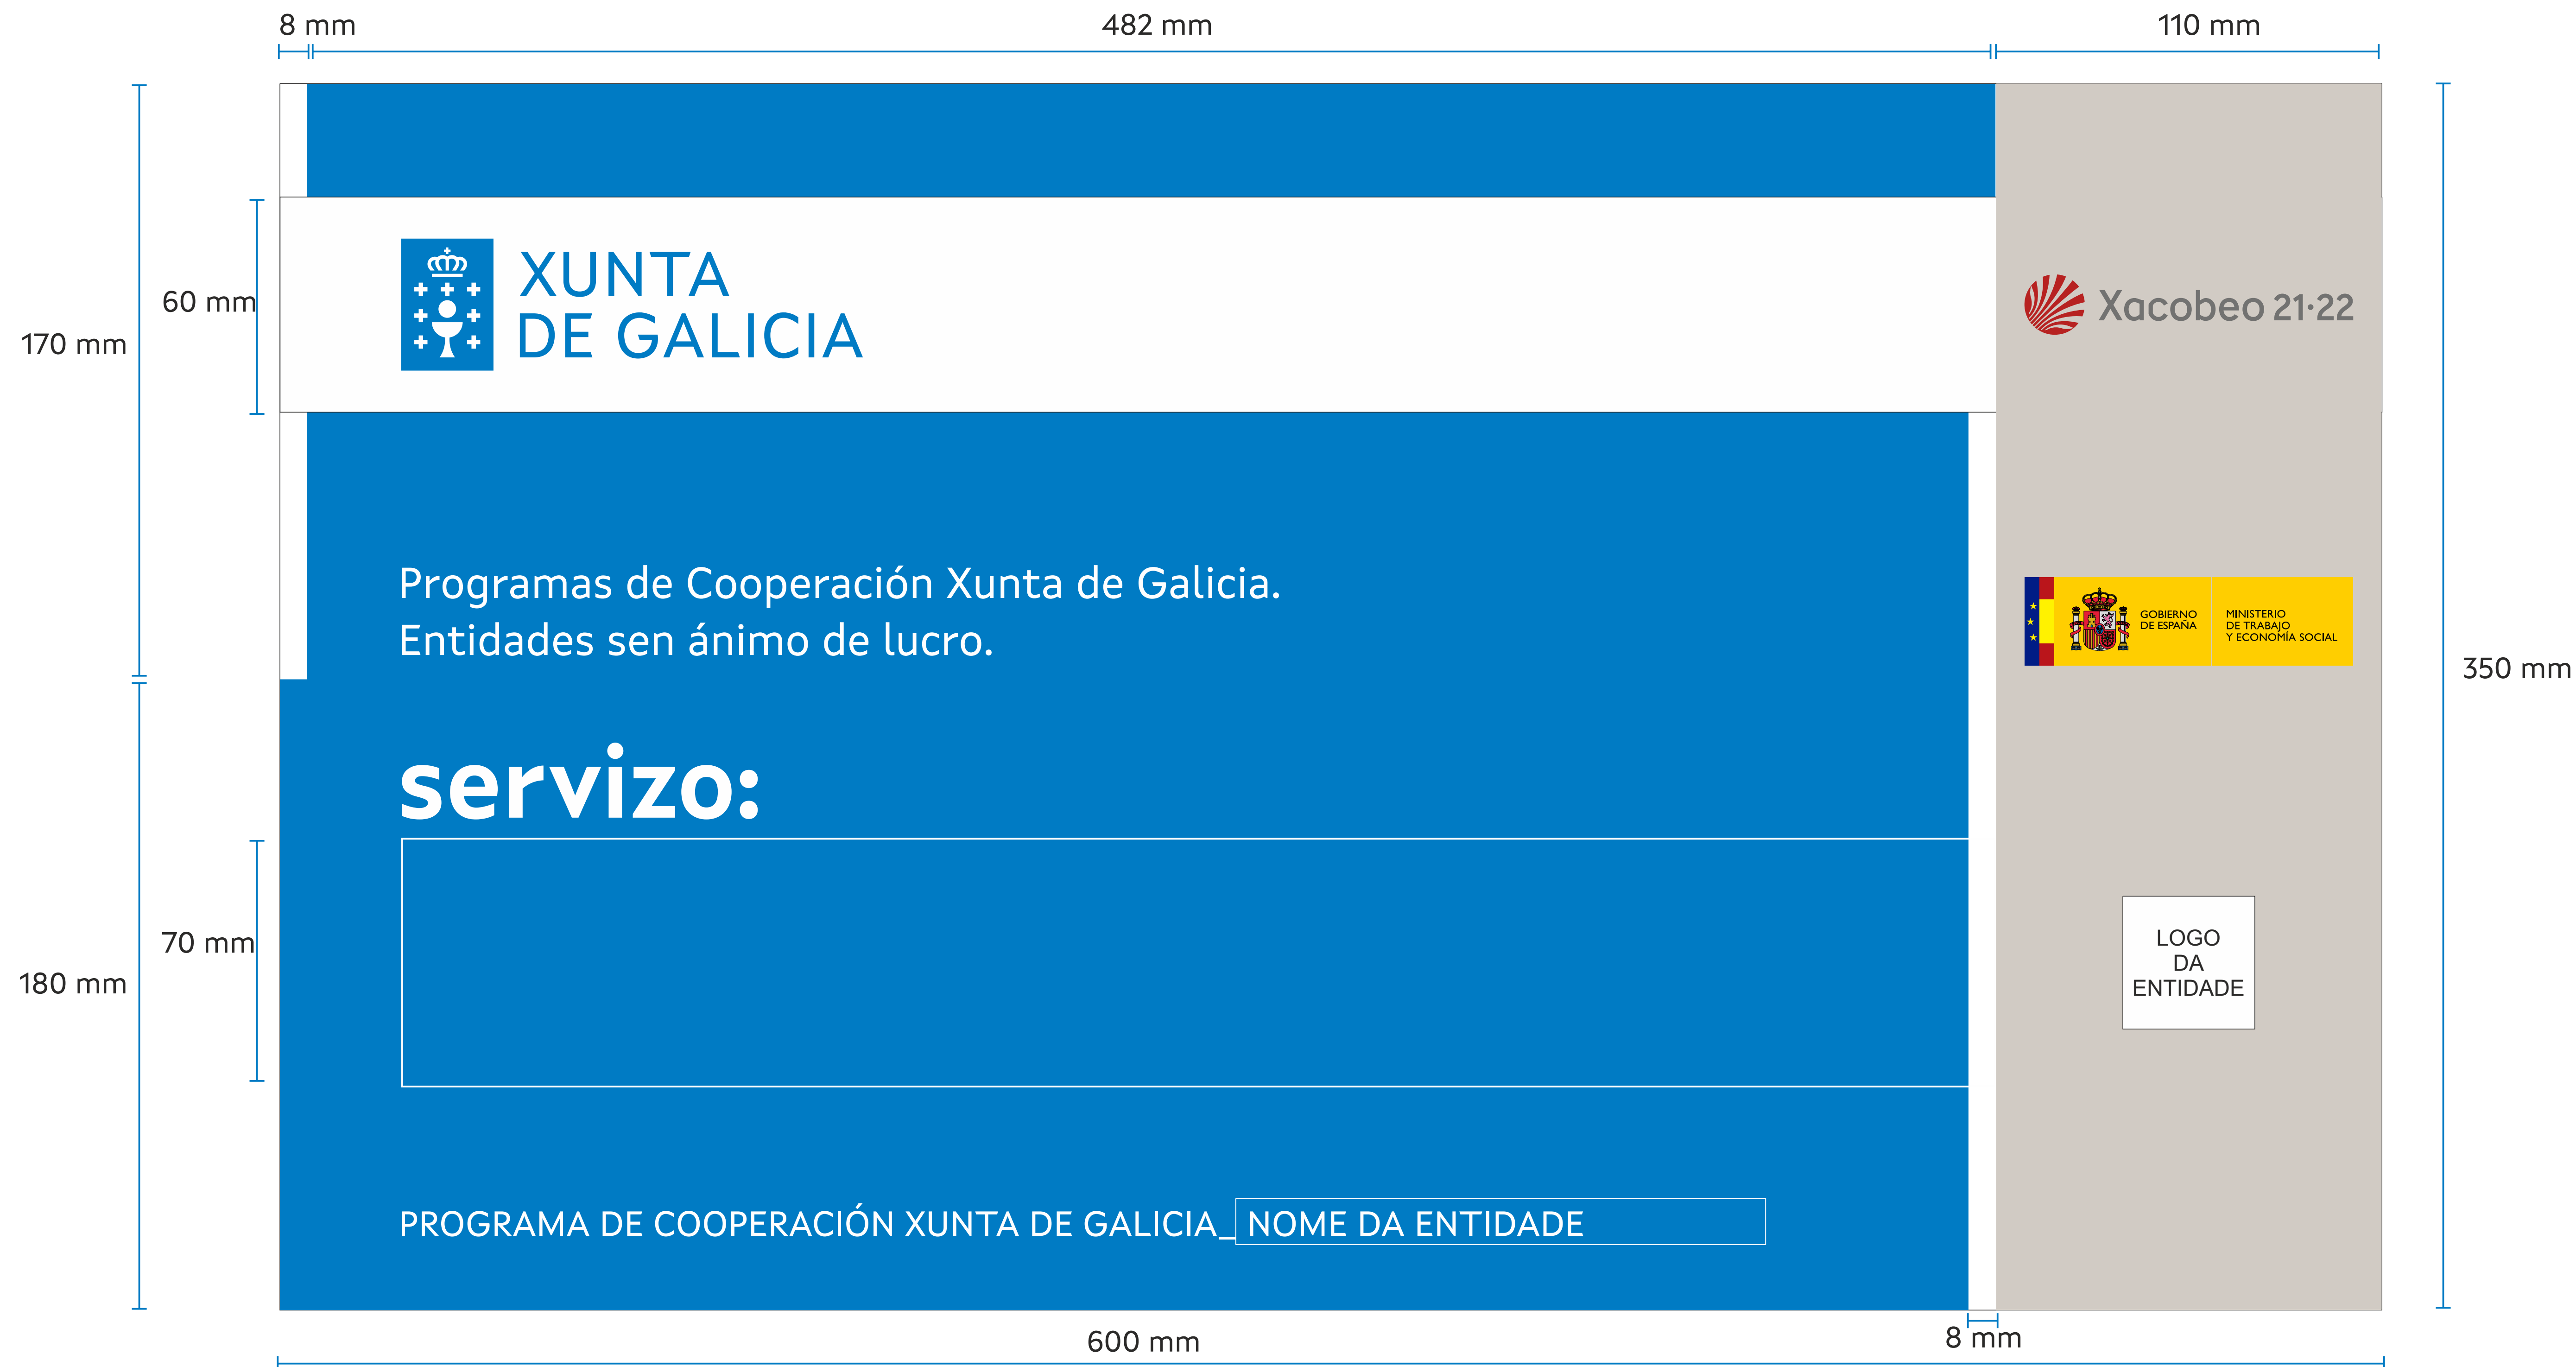 8 mm
482 mm
110 mm
XUNTA
DE GALICIA
60 mm
170 mm
Xacobeo 21·22
Programas de Cooperación Xunta de Galicia.
Entidades sen ánimo de lucro.
GOBIERNO
DE ESPAÑA
MINISTERIO
DE TRABAJO
Y ECONOMÍA SOCIAL
350 mm
servizo:
70 mm
180 mm
LOGO
DA
ENTIDADE
PROGRAMA DE COOPERACIÓN XUNTA DE GALICIA_ NOME DA ENTIDADE
600 mm
8 mm